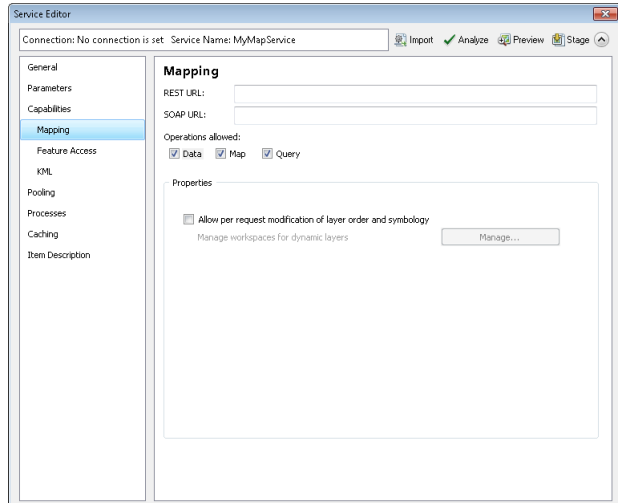 Service Editor
Connection: No connection is set Service Name: MyMapService
Import Analyze Preview Stage
General
Parameters
Capabilities
Mapping
Feature Access
KML
Pooling
Processes
Caching
Item Description
Mapping
REST URL:
SOAP URL:
Operations allowed:
Data Map Query
Properties
Allow per request modification of layer order and symbology
Manage workspaces for dynamic layers Manage...